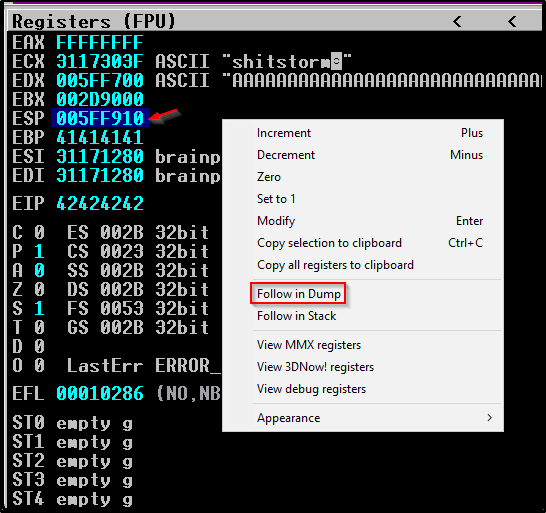 Registers (FPU) < <
EAX FFFFFFFF
ECX 3117303F ASCII "shitstorm
EDX 005FF700 ASCII "AAAAAAAAAAAAAAAAAAAAAAAAAAAAA
EBX 002D9000
ESP 005FF910
EBP 41414141
ESI 31171280 brainp
EDI 31171280 brainp
EIP 42424242
C 0 ES 002B 32bit
P 1 CS 0023 32bit
A 0 SS 002B 32bit
Z 0 DS 002B 32bit
S 1 FS 0053 32bit
T 0 GS 002B 32bit
D 0
O 0 LastErr ERROR_
EFL 00010286 (NO,NB
ST0 empty g
ST1 empty g
ST2 empty g
ST3 empty g
ST4 empty g
Increment Plus
Decrement Minus
Zero
Set to 1
Modify Enter
Copy selection to clipboard Ctrl+C
Copy all registers to clipboard
Follow in Dump
Follow in Stack
View MMX registers
View 3DNow! registers
View debug registers
Appearance >